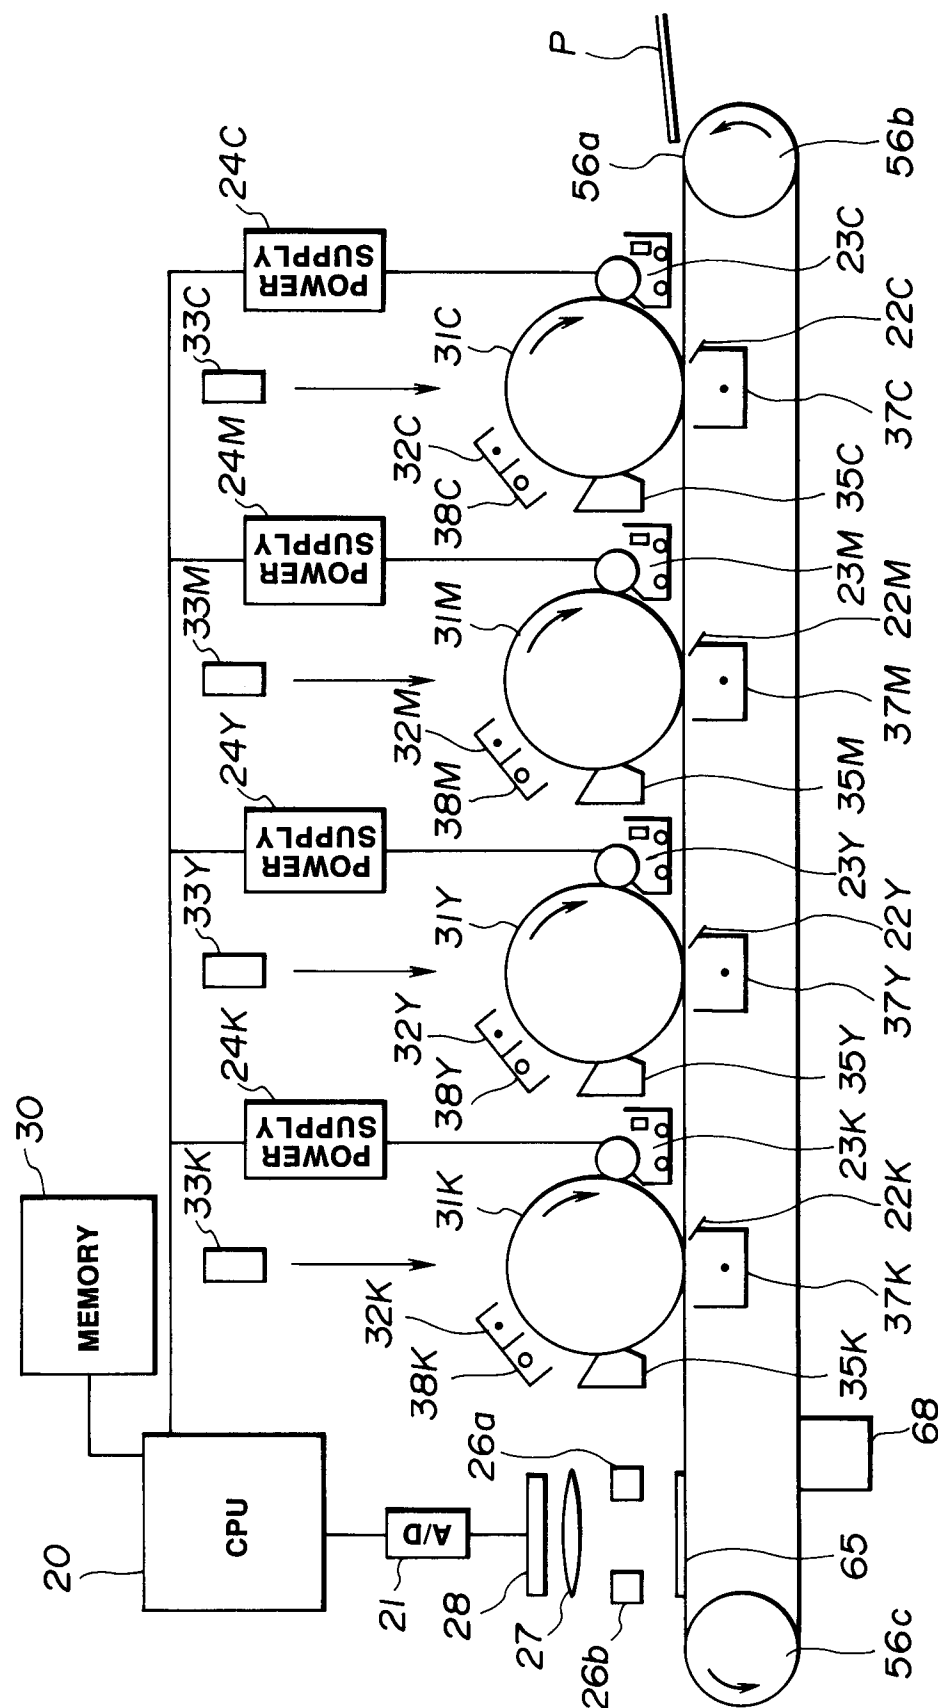 P
56a
56b
24C
POWER
SUPPLY
33C
31C
32C
38C
23C
22C
37C
35C
24M
POWER
SUPPLY
33M
31M
32M
38M
23M
22M
37M
35M
24Y
POWER
SUPPLY
33Y
31Y
32Y
38Y
23Y
22Y
37Y
35Y
24K
POWER
SUPPLY
33K
31K
32K
38K
23K
22K
37K
35K
30
MEMORY
20
CPU
21
A/D
28
27
26a
26b
65
68
56c